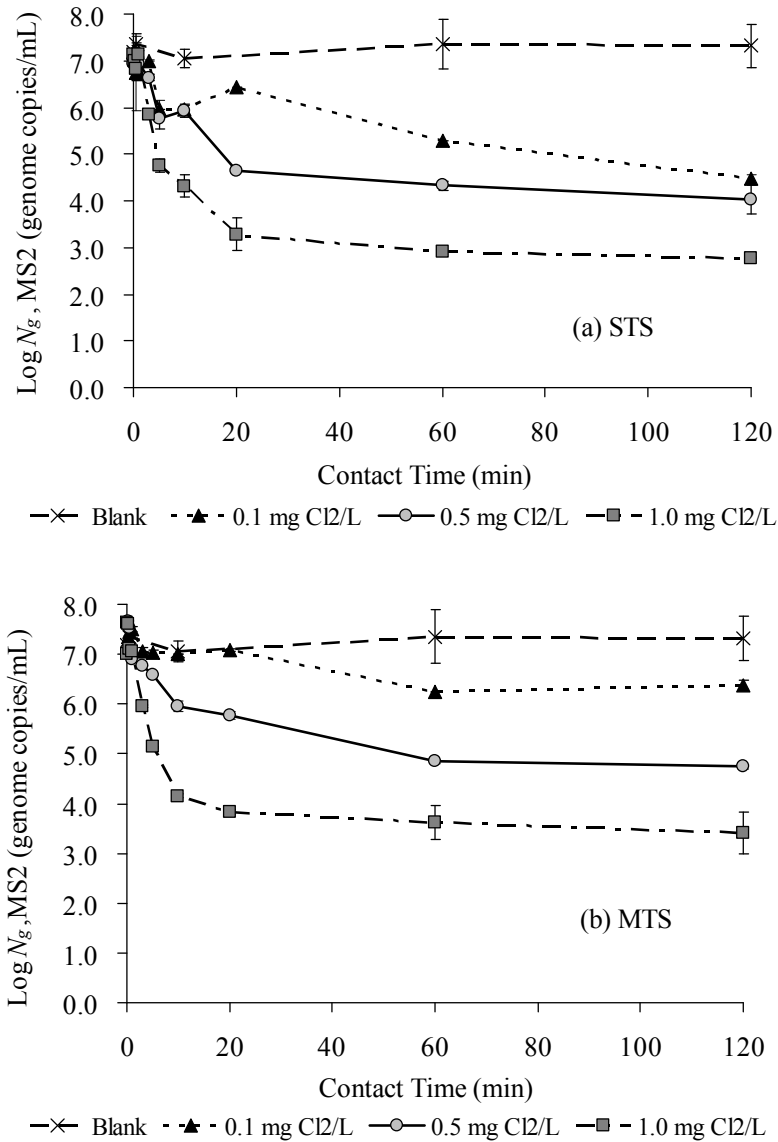 8.0
7.0
6.0
5.0
4.0
3.0
2.0
1.0
0.0
Log Ng, MS2 (genome copies/mL)
(a) STS
0 20 40 60 80 100 120
Contact Time (min)
Blank 0.1 mg Cl2/L 0.5 mg Cl2/L 1.0 mg Cl2/L
8.0
7.0
6.0
5.0
4.0
3.0
2.0
1.0
0.0
Log Ng, MS2 (genome copies/mL)
(b) MTS
0 20 40 60 80 100 120
Contact Time (min)
Blank 0.1 mg Cl2/L 0.5 mg Cl2/L 1.0 mg Cl2/L